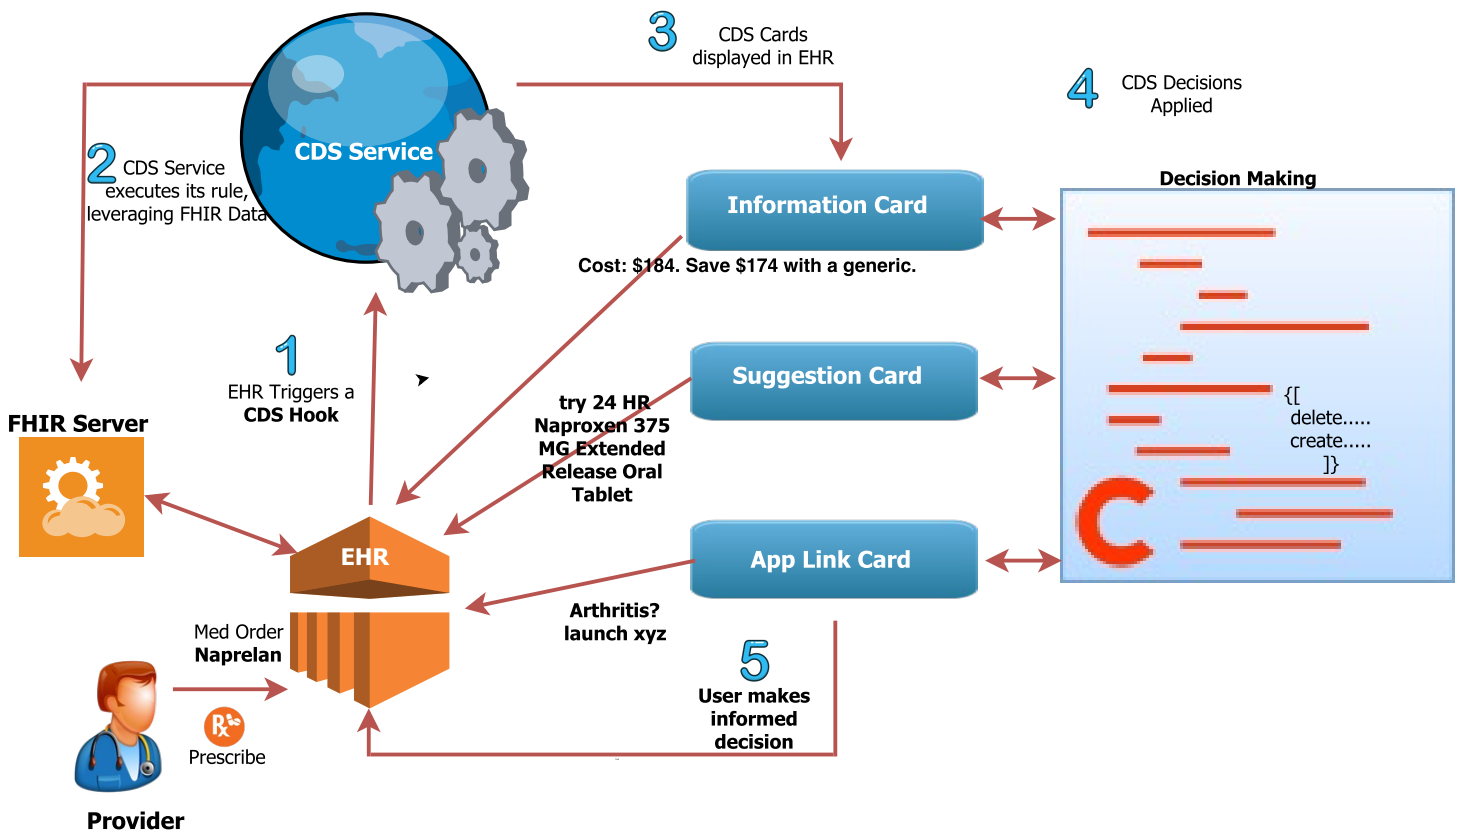 3
CDS Cards
displayed in EHR
4
CDS Decisions
Applied
CDS Service
2
CDS Service
executes its rule,
leveraging FHIR Data
Decision Making
Information Card
Cost: $184. Save $174 with a generic.
1
EHR Triggers a
CDS Hook
Suggestion Card
try 24 HR
Naproxen 375
MG Extended
Release Oral
Tablet
{[
delete.....
create.....
]}
C
FHIR Server
EHR
App Link Card
Arthritis?
launch xyz
Med Order
Naprelan
Rx
Prescribe
Provider
5
User makes
informed
decision